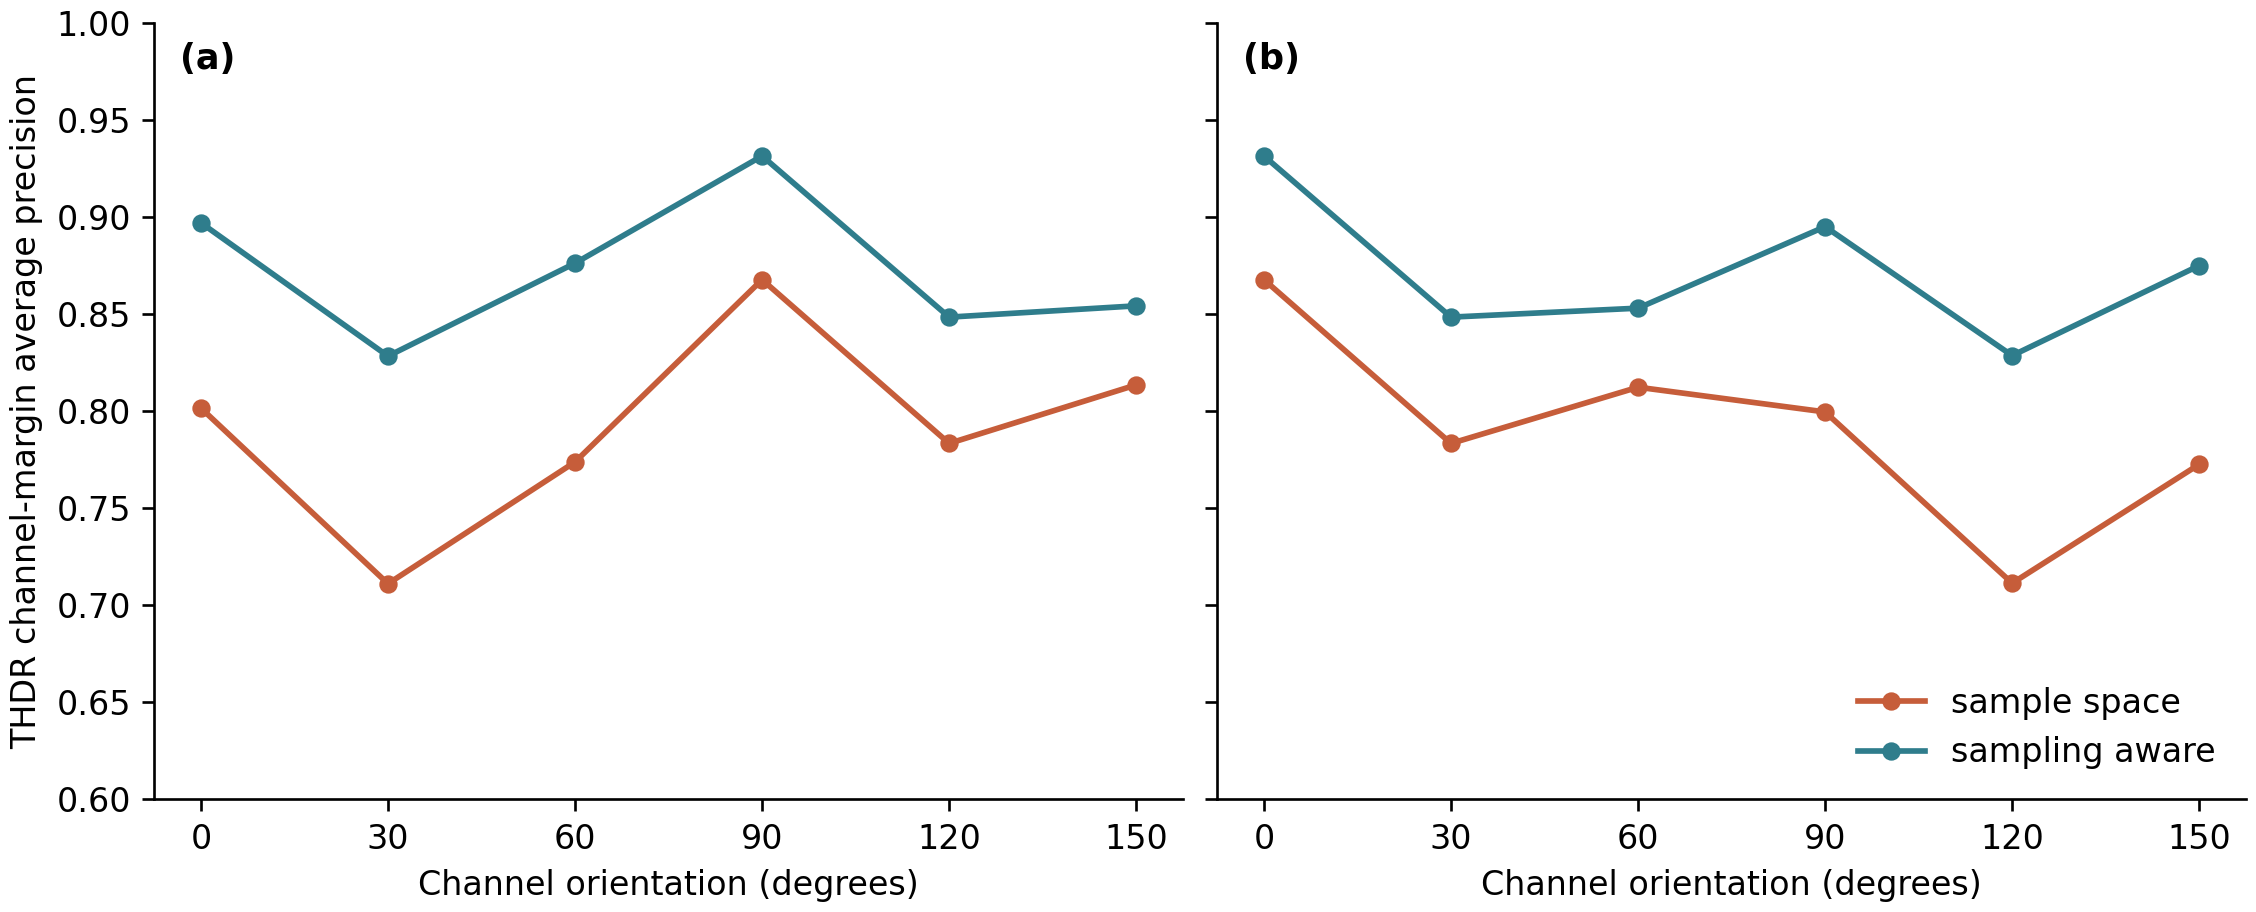 (a)
(b)
THDR channel-margin average precision
1.00
0.95
0.90
0.85
0.80
0.75
0.70
0.65
0.60
0 30 60 90 120 150
Channel orientation (degrees)
sample space
sampling aware
0 30 60 90 120 150
Channel orientation (degrees)